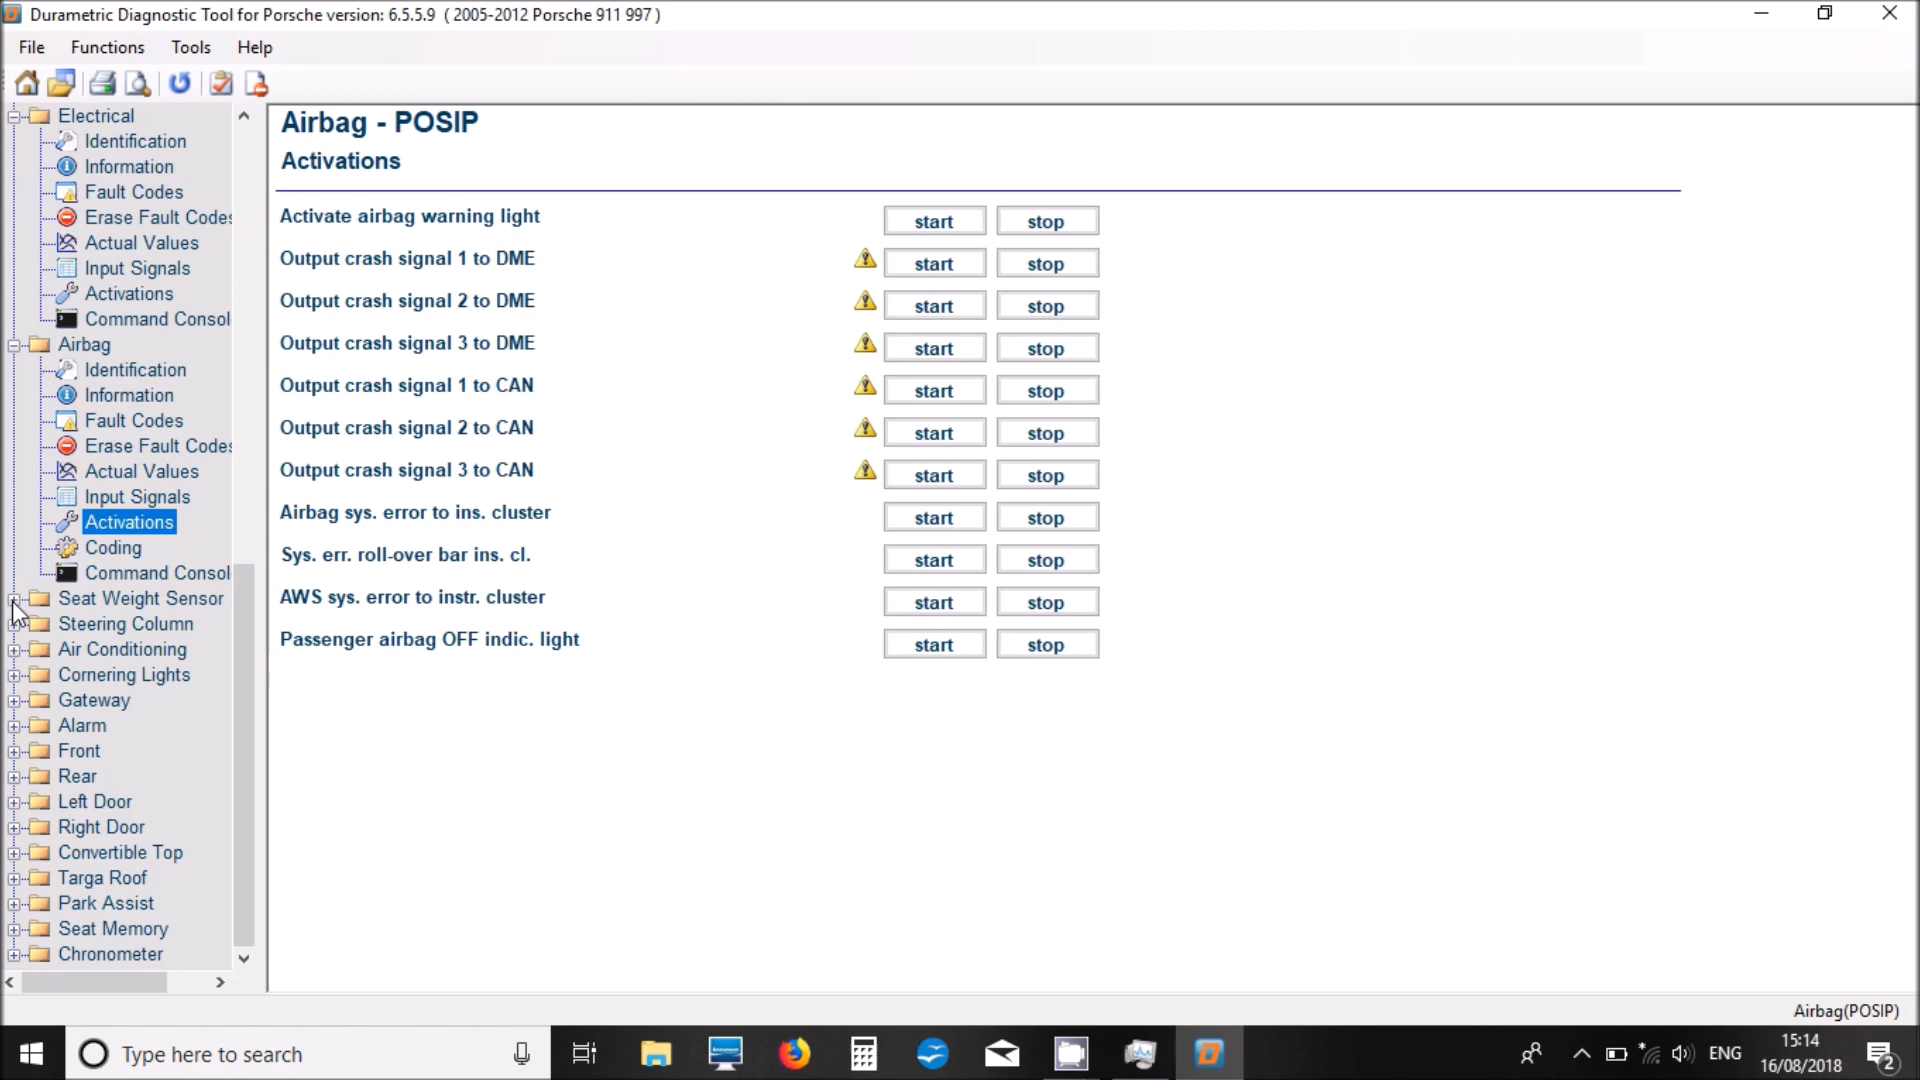 Durametric Diagnostic Tool for Porsche version: 6.5.5.9 ( 2005-2012 Porsche 911 997 )
File Functions Tools Help
Electrical
Identification
Information
Fault Codes
Erase Fault Codes
Actual Values
Input Signals
Activations
Command Consol
Airbag
Identification
Information
Fault Codes
Erase Fault Codes
Actual Values
Input Signals
Activations
Coding
Command Consol
Seat Weight Sensor
Steering Column
Air Conditioning
Cornering Lights
Gateway
Alarm
Front
Rear
Left Door
Right Door
Convertible Top
Targa Roof
Park Assist
Seat Memory
Chronometer
Airbag - POSIP
Activations
Activate airbag warning light start stop
Output crash signal 1 to DME start stop
Output crash signal 2 to DME start stop
Output crash signal 3 to DME start stop
Output crash signal 1 to CAN start stop
Output crash signal 2 to CAN start stop
Output crash signal 3 to CAN start stop
Airbag sys. error to ins. cluster start stop
Sys. err. roll-over bar ins. cl. start stop
AWS sys. error to instr. cluster start stop
Passenger airbag OFF indic. light start stop
Airbag(POSIP)
Type here to search
ENG
15:14
16/08/2018
2